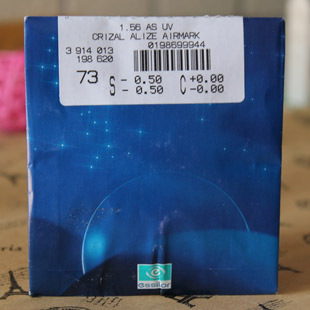 1.56 AS UV
CRIZAL ALIZE AIRMARK
3 914 013
0198699944
198 620
73
S - 0.50 C +0.00
S - 0.50 C -0.00
essilor